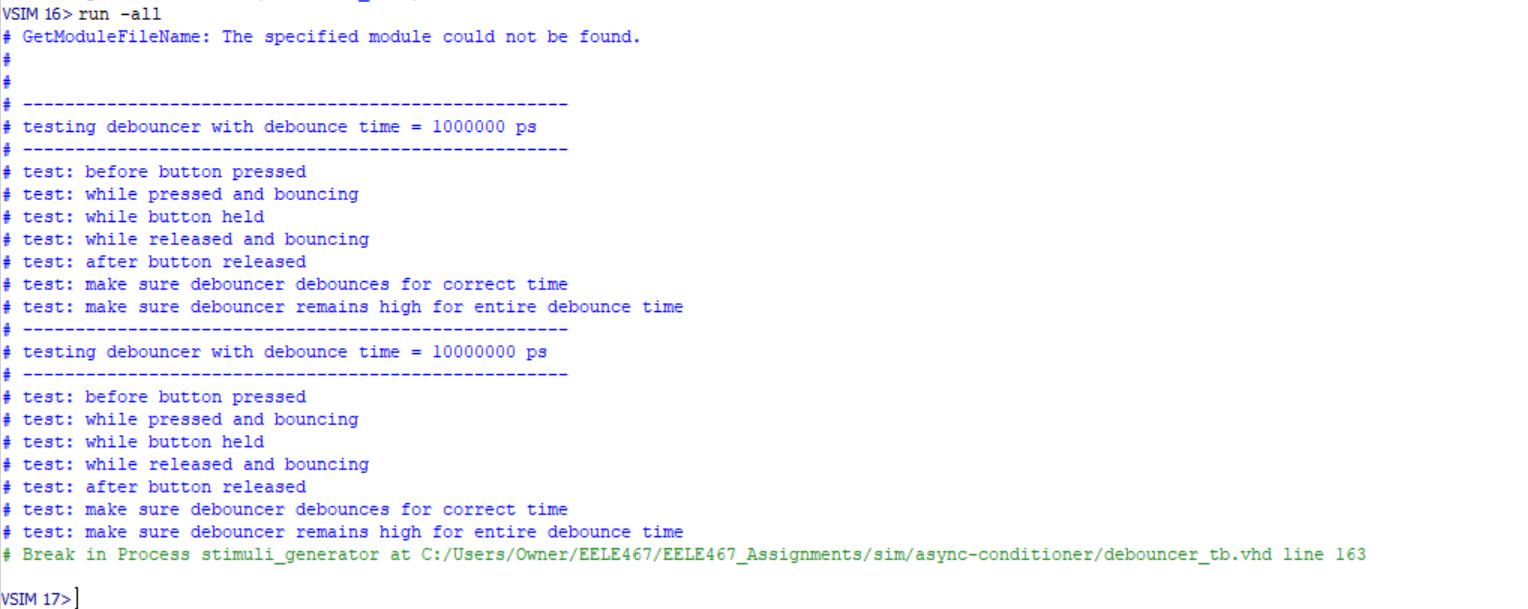 VSIM 16> run -all
# GetModuleFileName: The specified module could not be found.
#
#
# ----------------------------------------------------
# testing debouncer with debounce time = 1000000 ps
# ----------------------------------------------------
# test: before button pressed
# test: while pressed and bouncing
# test: while button held
# test: while released and bouncing
# test: after button released
# test: make sure debouncer debounces for correct time
# test: make sure debouncer remains high for entire debounce time
# ----------------------------------------------------
# testing debouncer with debounce time = 10000000 ps
# ----------------------------------------------------
# test: before button pressed
# test: while pressed and bouncing
# test: while button held
# test: while released and bouncing
# test: after button released
# test: make sure debouncer debounces for correct time
# test: make sure debouncer remains high for entire debounce time
# Break in Process stimuli_generator at C:/Users/Owner/EELE467/EELE467_Assignments/sim/async-conditioner/debouncer_tb.vhd line 163
VSIM 17>